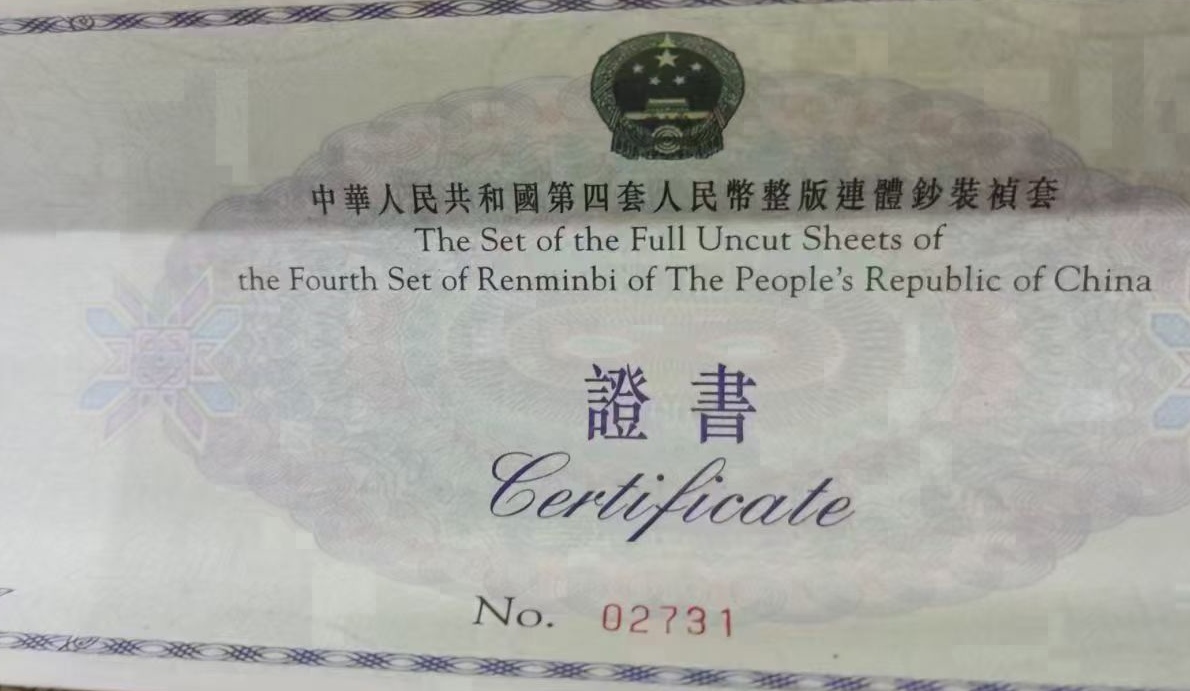 中華人民共和國第四套人民幣整版連體鈔裝禎套
The Set of the Full Uncut Sheets of
the Fourth Set of Renminbi of The People's Republic of China
證書
Certificate
No. 02731